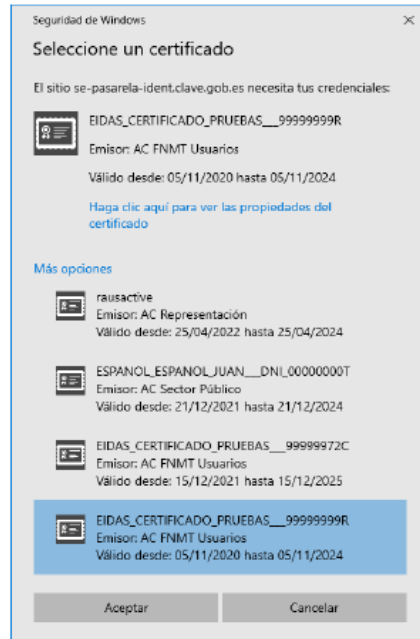 Seguridad de Windows
Seleccione un certificado
El sitio se-pasarela-ident.clave.gob.es necesita tus credenciales:
EIDAS_CERTIFICADO_PRUEBAS___99999999R
Emisor: AC FNMT Usuarios
Válido desde: 05/11/2020 hasta 05/11/2024
Haga clic aquí para ver las propiedades del
certificado
Más opciones
rausactive
Emisor: AC Representación
Válido desde: 25/04/2022 hasta 25/04/2024
ESPANOL_ESPANOL_JUAN___DNI_00000000T
Emisor: AC Sector Público
Válido desde: 21/12/2021 hasta 21/12/2024
EIDAS_CERTIFICADO_PRUEBAS___99999972C
Emisor: AC FNMT Usuarios
Válido desde: 15/12/2021 hasta 15/12/2025
EIDAS_CERTIFICADO_PRUEBAS___99999999R
Emisor: AC FNMT Usuarios
Válido desde: 05/11/2020 hasta 05/11/2024
Aceptar
Cancelar